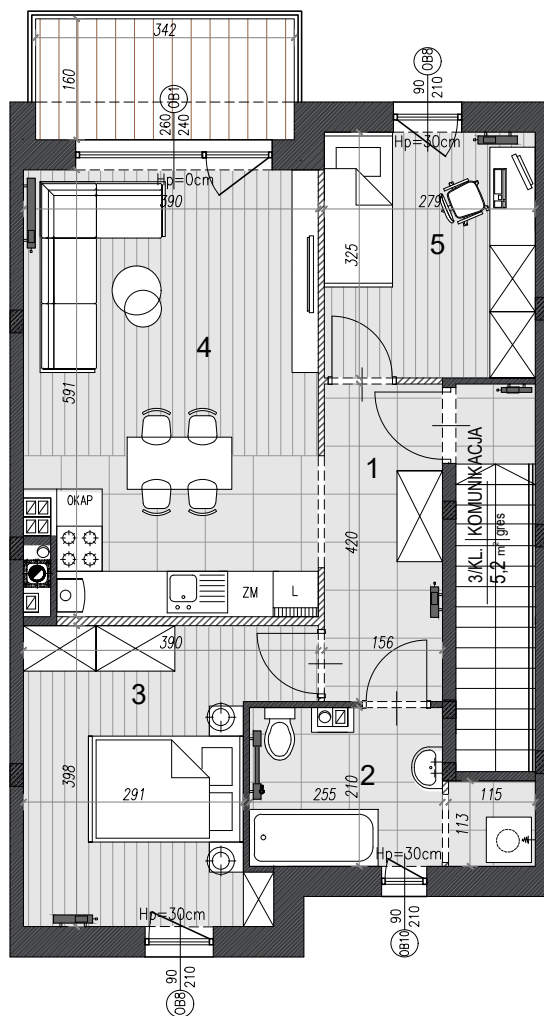 342
160
OB1
260
240
Hp=0cm
390
OB8
90
210
Hp=30cm
279
325
5
4
591
1
OKAP
420
3/KL. KOMUNIKACJA
5,2 m², gres
ZM
L
390
156
3
398
291
2
255
210
115
113
Hp=30cm
Hp=30cm
90
210
OB10
90
210
OB8